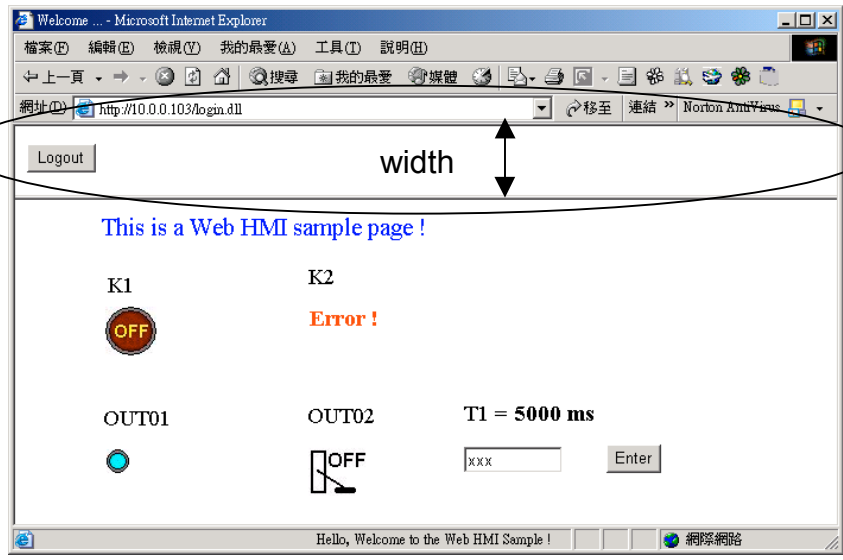 Welcome ... - Microsoft Internet Explorer
檔案(F) 編輯(E) 檢視(V) 我的最愛(A) 工具(T) 說明(H)
上一頁 搜尋 我的最愛 媒體
網址(D) http://10.0.0.103/login.dll 移至 連結 » Norton AntiVirus
Logout width
This is a Web HMI sample page !
K1 K2
OFF Error !
OUT01 OUT02 T1 = 5000 ms
OFF xxx Enter
Hello, Welcome to the Web HMI Sample ! 網際網路